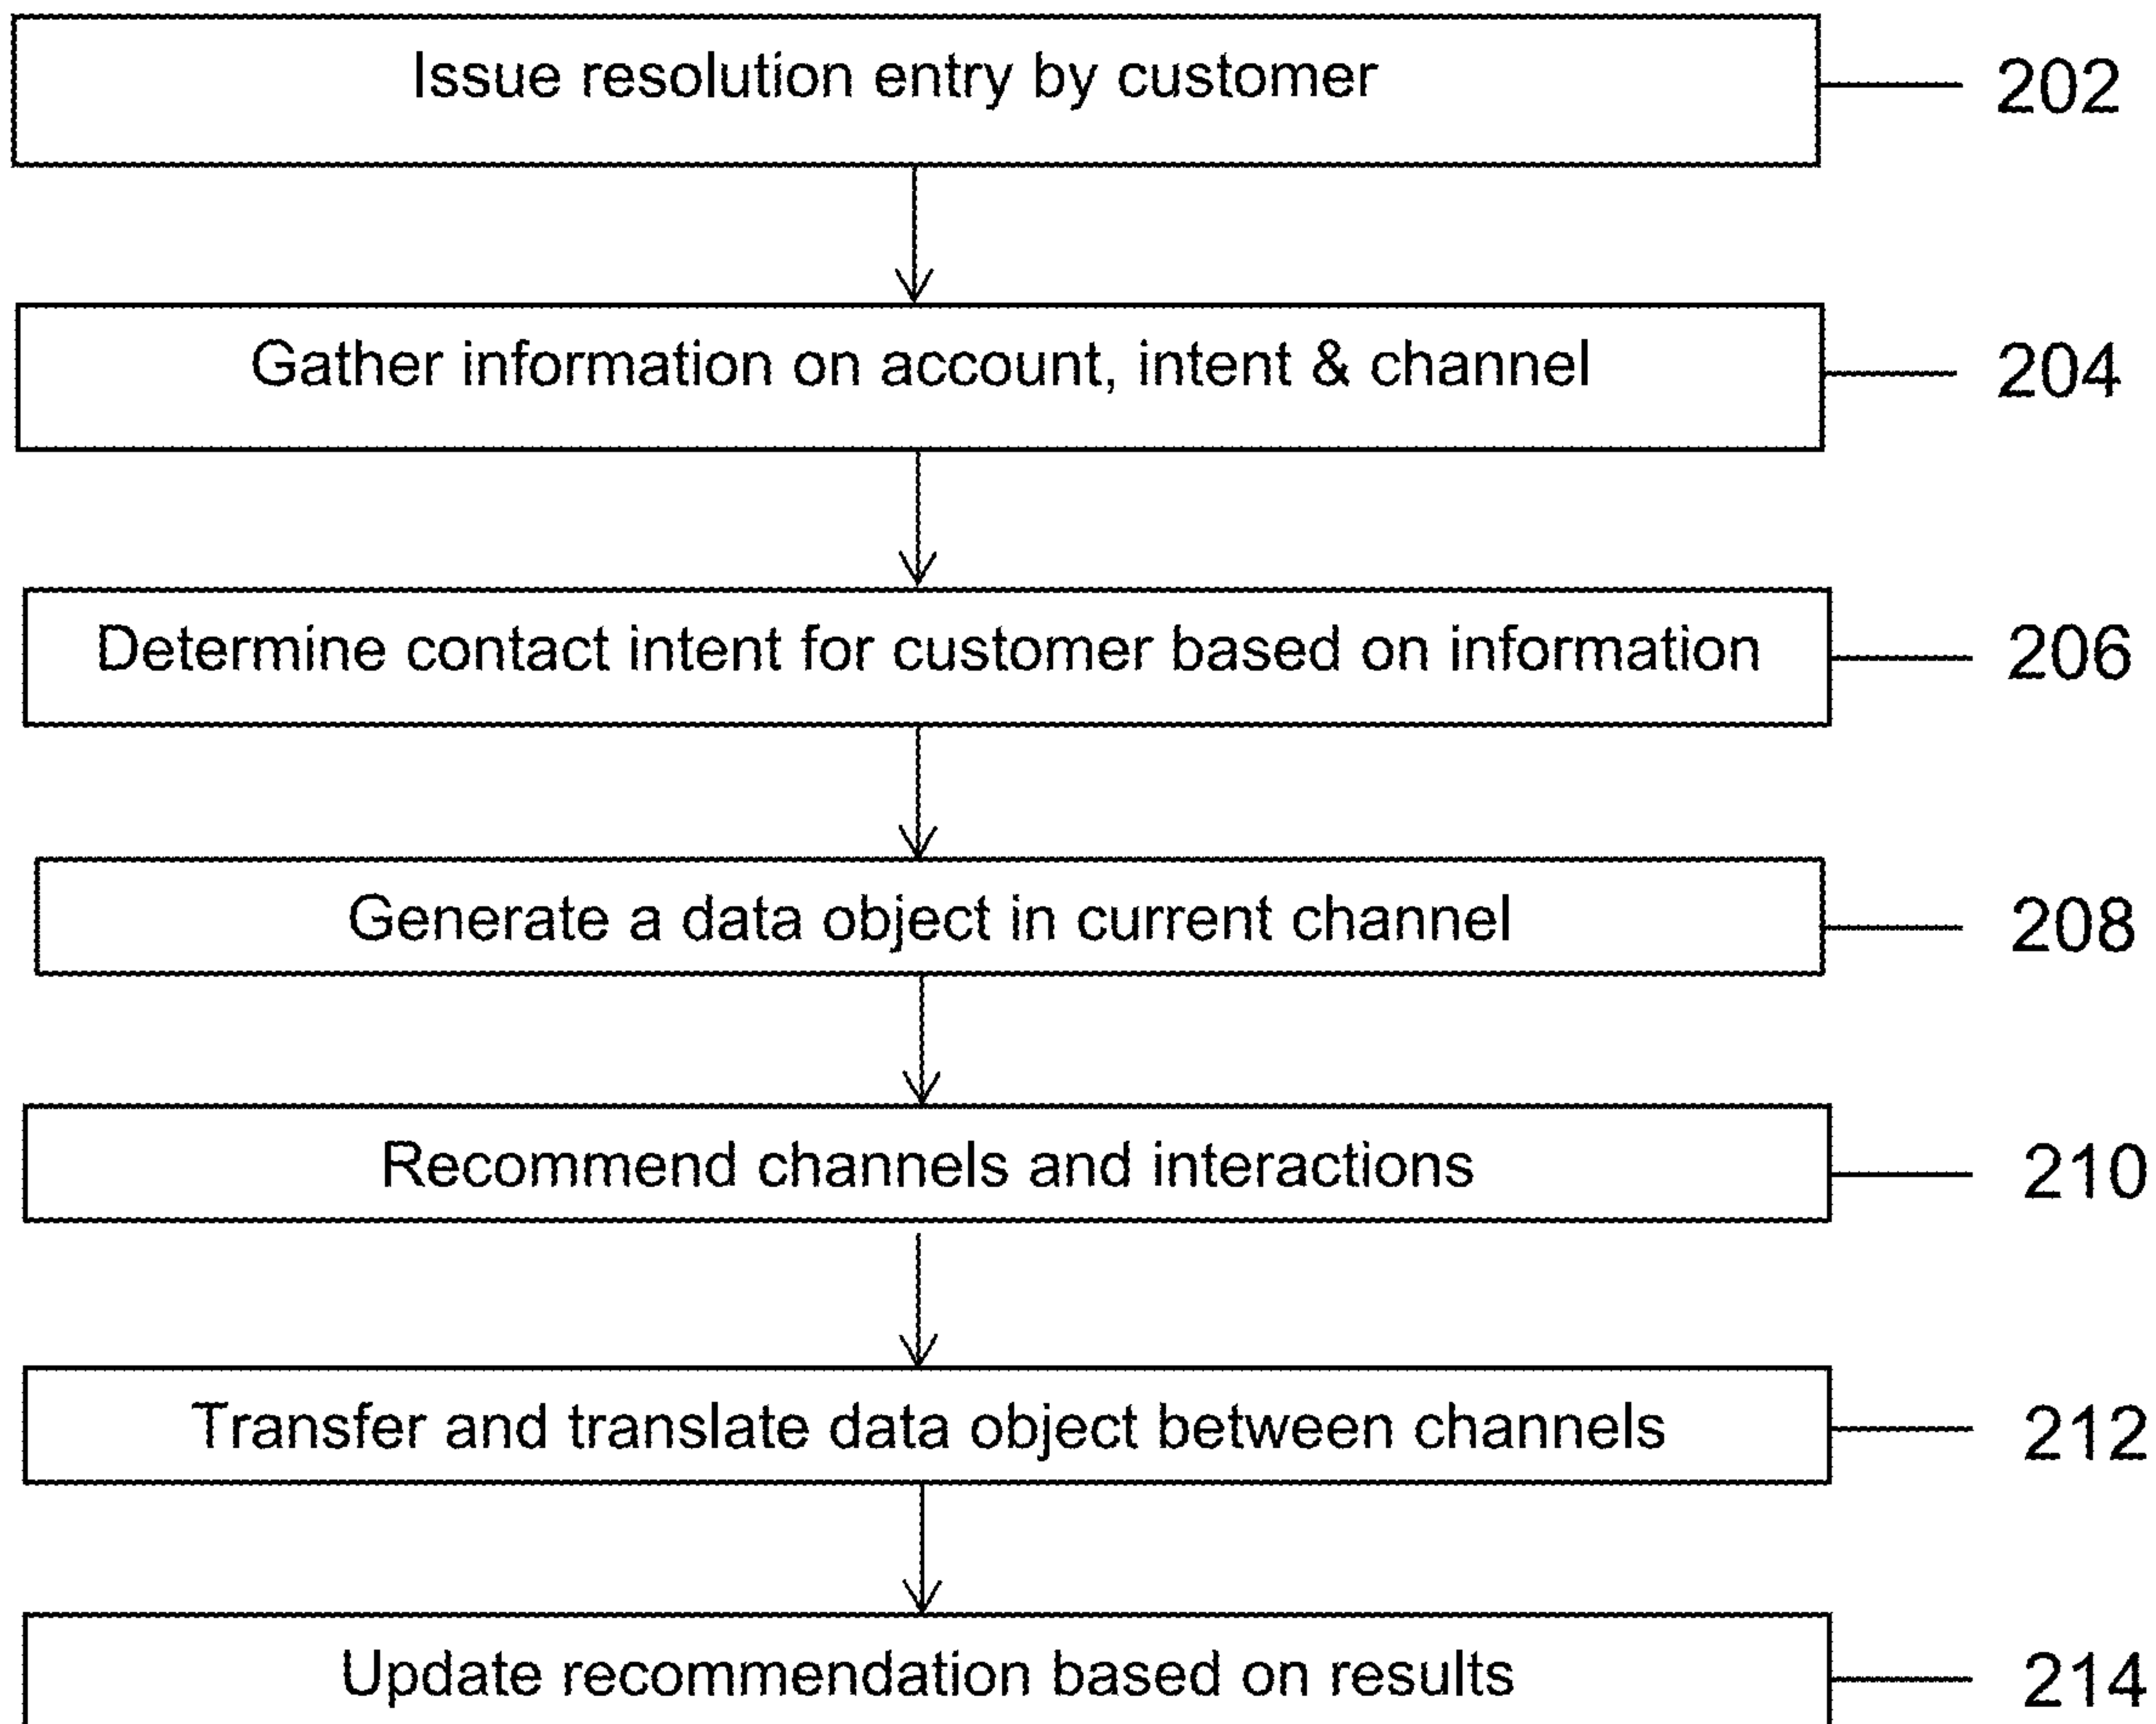 Issue resolution entry by customer 202
Gather information on account, intent & channel 204
Determine contact intent for customer based on information 206
Generate a data object in current channel 208
Recommend channels and interactions 210
Transfer and translate data object between channels 212
Update recommendation based on results 214